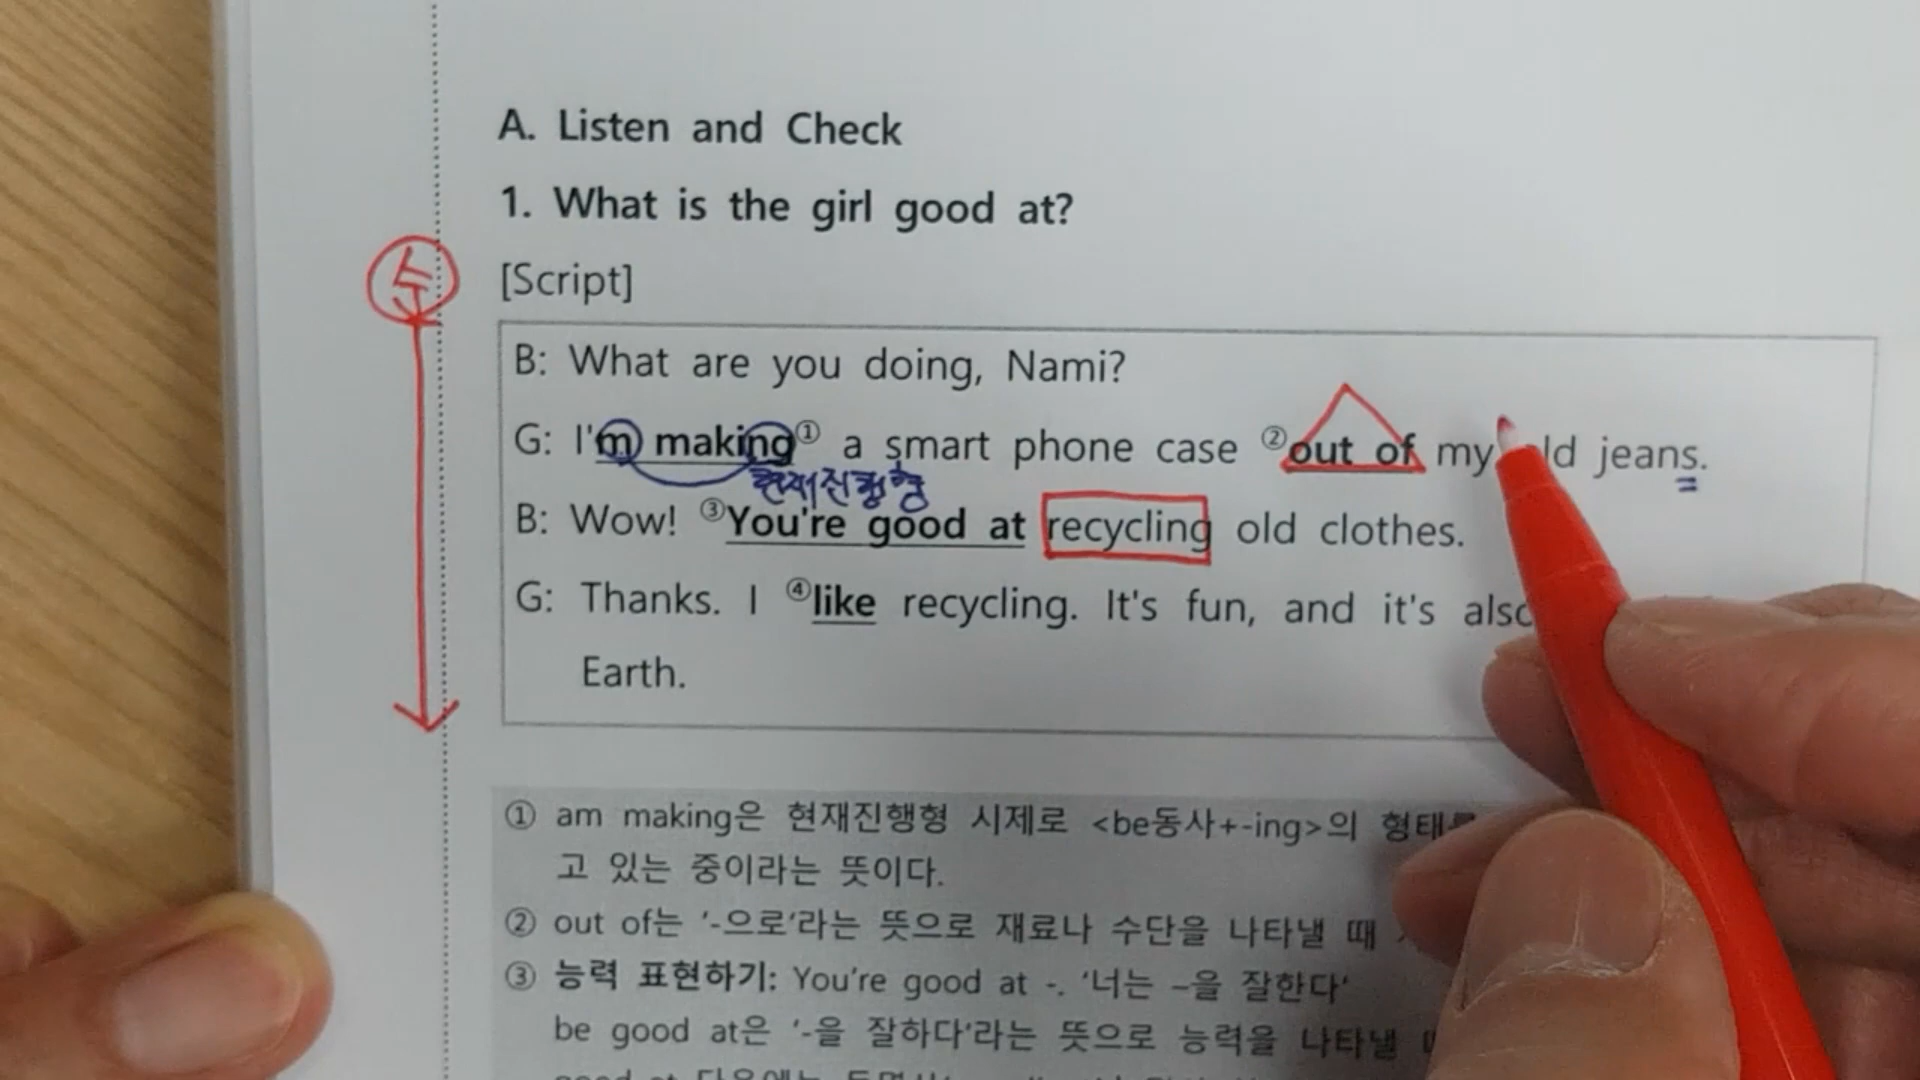 A. Listen and Check
1. What is the girl good at?
[Script]
B: What are you doing, Nami?
G: I'm making① a smart phone case ②out of my old jeans.
현재진행형
B: Wow! ③You're good at recycling old clothes.
G: Thanks. I ④like recycling. It's fun, and it's also
Earth.
① am making은 현재진행형 시제로 <be동사+-ing>의 형태를
고 있는 중이라는 뜻이다.
② out of는 '-으로'라는 뜻으로 재료나 수단을 나타낼 때
③ 능력 표현하기: You're good at -. '너는 –을 잘한다'
be good at은 '-을 잘하다'라는 뜻으로 능력을 나타낼
good at 다음에는